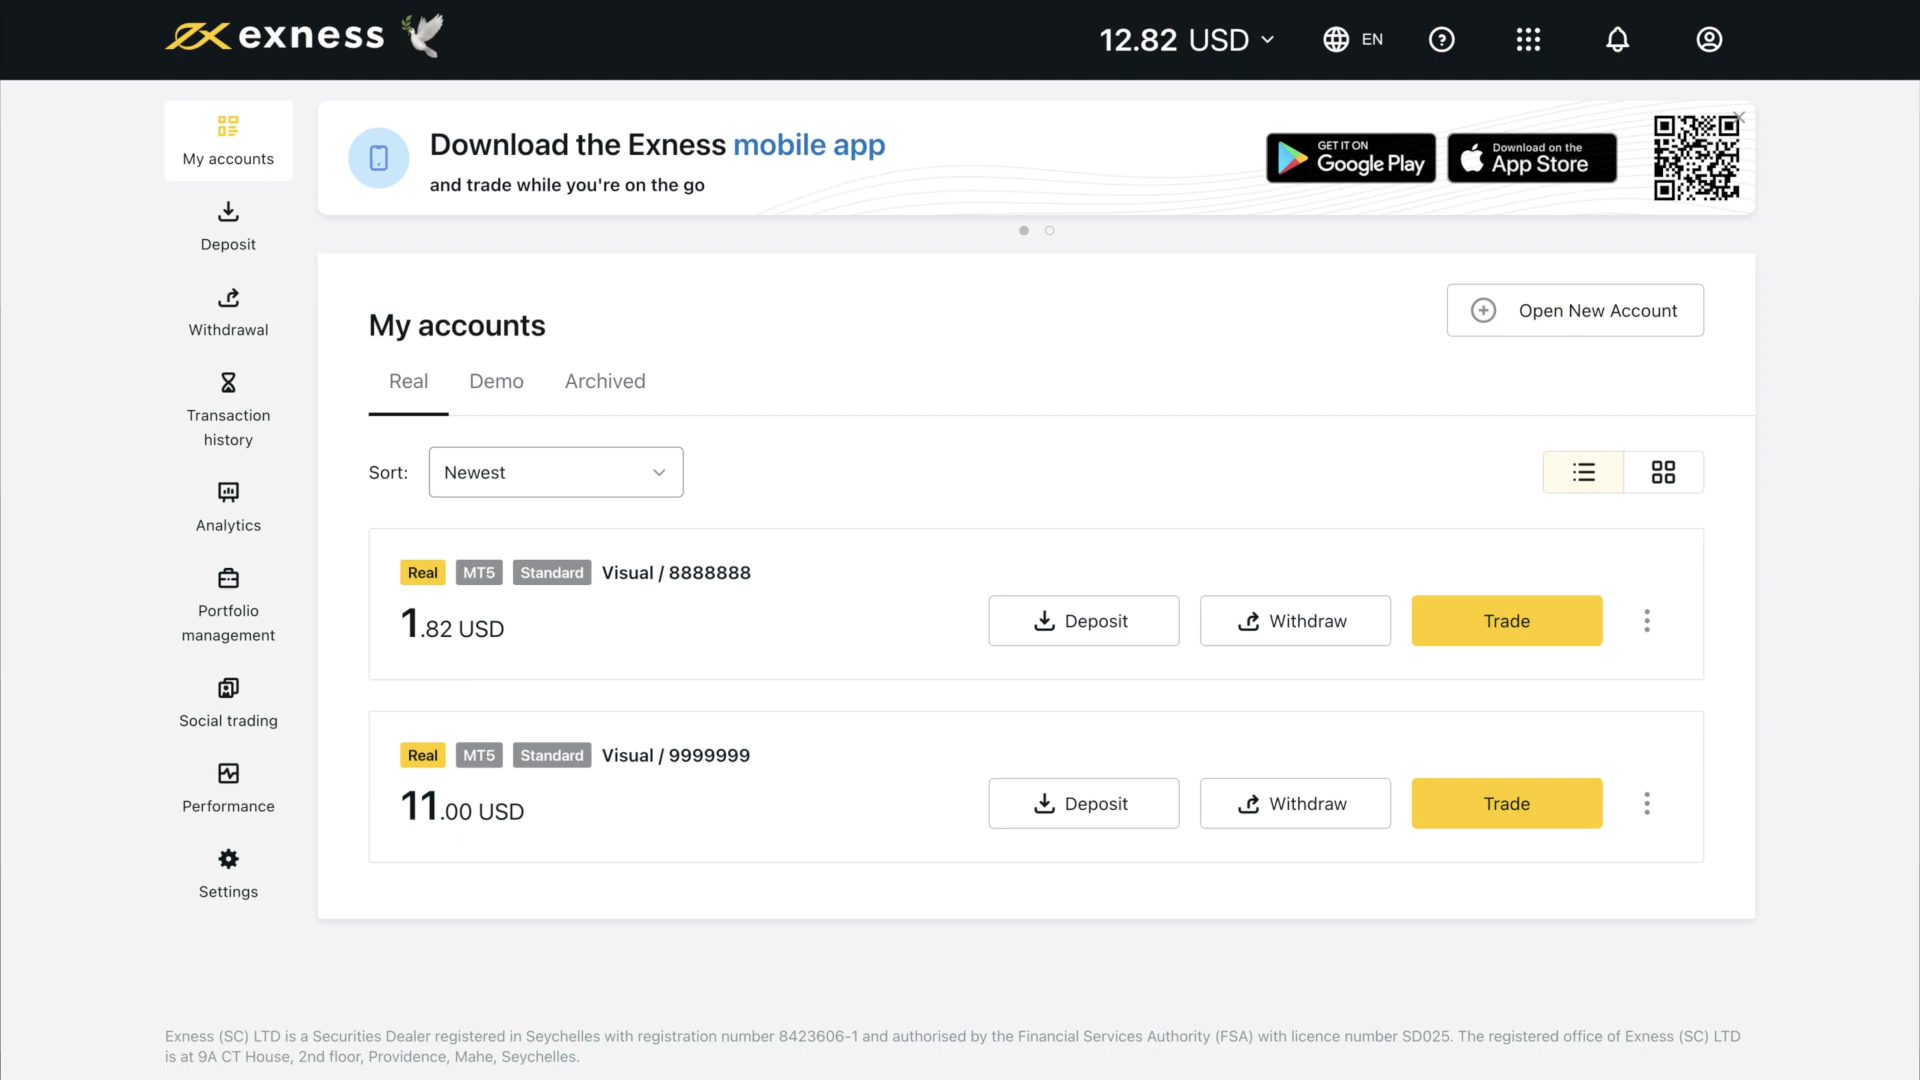 exness
12.82 USD
EN
My accounts
Deposit
Withdrawal
Transaction
history
Analytics
Portfolio
management
Social trading
Performance
Settings
Download the Exness mobile app
and trade while you're on the go
GET IT ON
Google Play
Download on the
App Store
My accounts
Open New Account
Real Demo Archived
Sort: Newest
Real MT5 Standard Visual / 8888888
1.82 USD
Deposit Withdraw Trade
Real MT5 Standard Visual / 9999999
11.00 USD
Deposit Withdraw Trade
Exness (SC) LTD is a Securities Dealer registered in Seychelles with registration number 8423606-1 and authorised by the Financial Services Authority (FSA) with licence number SD025. The registered office of Exness (SC) LTD
is at 9A CT House, 2nd floor, Providence, Mahe, Seychelles.